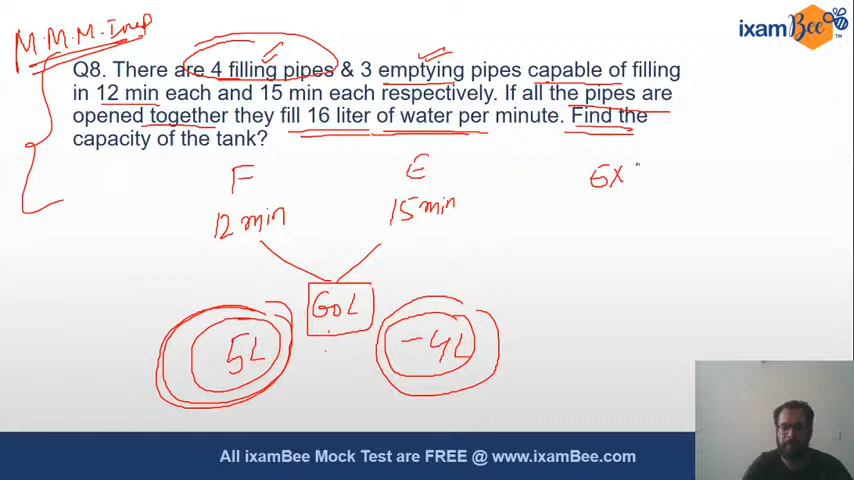 M.M.M. Imp
ixamBee™
Q8. There are 4 filling pipes & 3 emptying pipes capable of filling
in 12 min each and 15 min each respectively. If all the pipes are
opened together they fill 16 liter of water per minute. Find the
capacity of the tank?
F E 5x
12 min 15 min
60L
5L -4L
All ixamBee Mock Test are FREE @ www.ixamBee.com